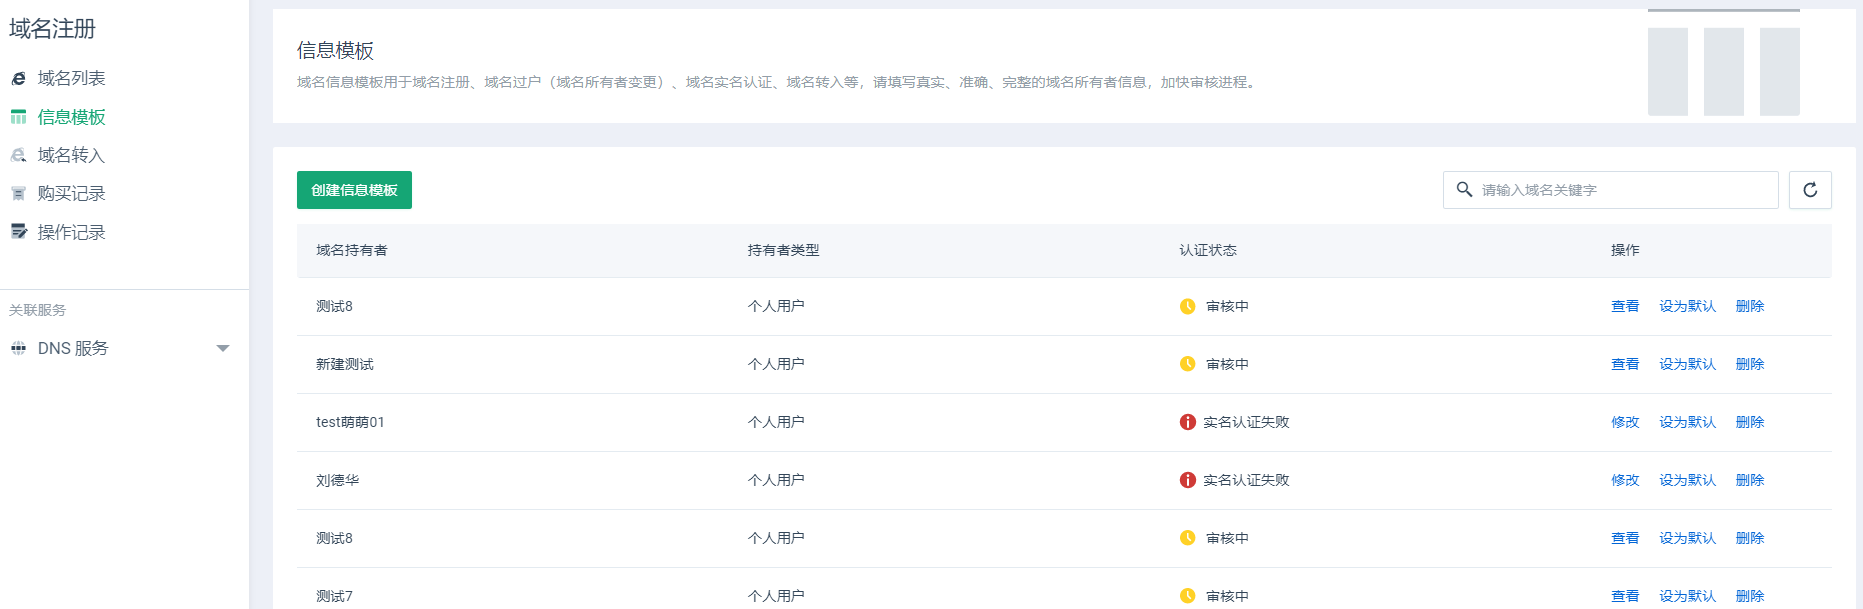 域名注册
域名列表
信息模板
域名转入
购买记录
操作记录
关联服务
DNS 服务
信息模板
域名信息模板用于域名注册、域名过户（域名所有者变更）、域名实名认证、域名转入等，请填写真实、准确、完整的域名所有者信息，加快审核进程。
创建信息模板
请输入域名关键字
域名持有者 持有者类型 认证状态 操作
测试8 个人用户 审核中 查看 设为默认 删除
新建测试 个人用户 审核中 查看 设为默认 删除
test萌萌01 个人用户 实名认证失败 修改 设为默认 删除
刘德华 个人用户 实名认证失败 修改 设为默认 删除
测试8 个人用户 审核中 查看 设为默认 删除
测试7 个人用户 审核中 查看 设为默认 删除